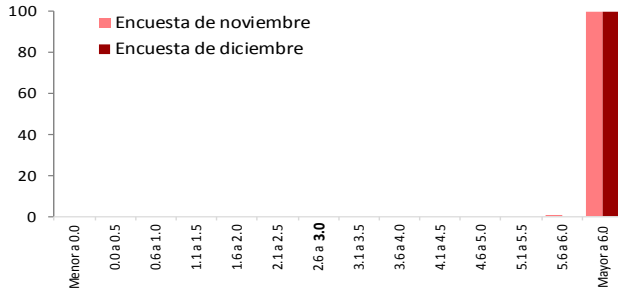 100
80
60
40
20
0
Encuesta de noviembre
Encuesta de diciembre
Menor a 0.0
0.0 a 0.5
0.6 a 1.0
1.1 a 1.5
1.6 a 2.0
2.1 a 2.5
2.6 a 3.0
3.1 a 3.5
3.6 a 4.0
4.1 a 4.5
4.6 a 5.0
5.1 a 5.5
5.6 a 6.0
Mayor a 6.0